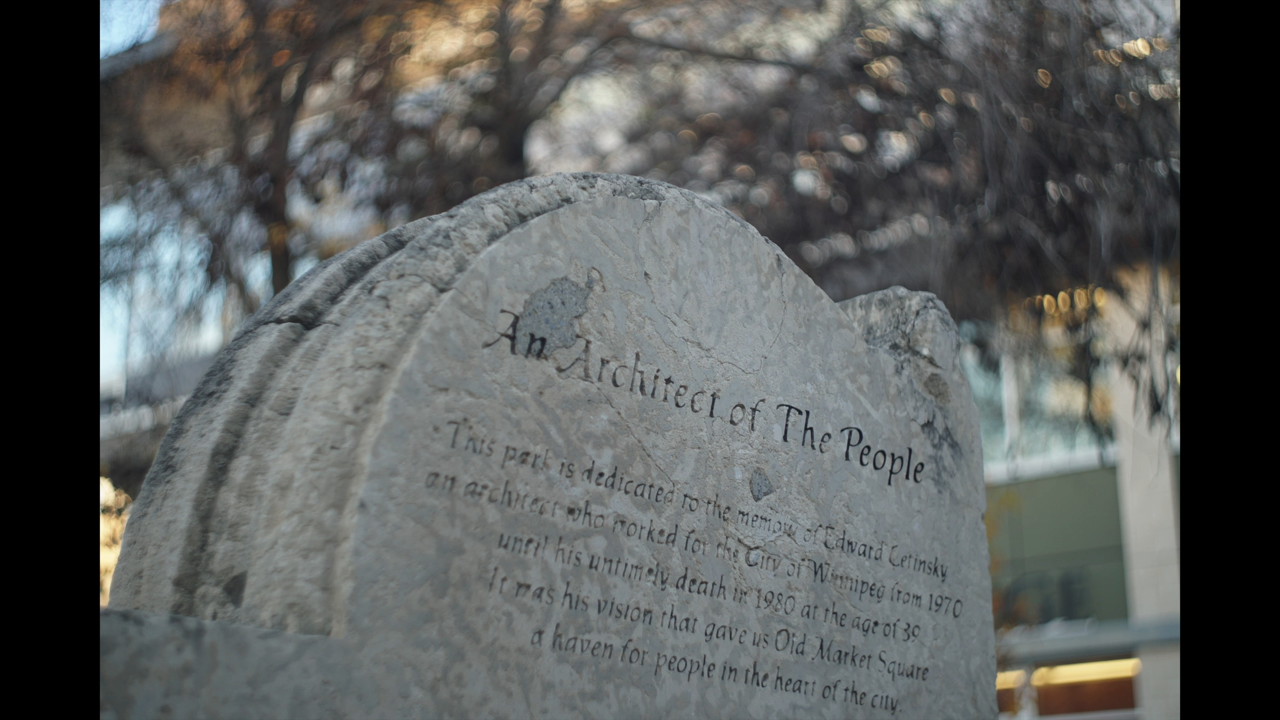 An Architect of The People
This park is dedicated to the memory of Edward Cetinsky
an architect who worked for the City of Winnipeg from 1970
until his untimely death in 1980 at the age of 39.
It was his vision that gave us Old Market Square
a haven for people in the heart of the city.